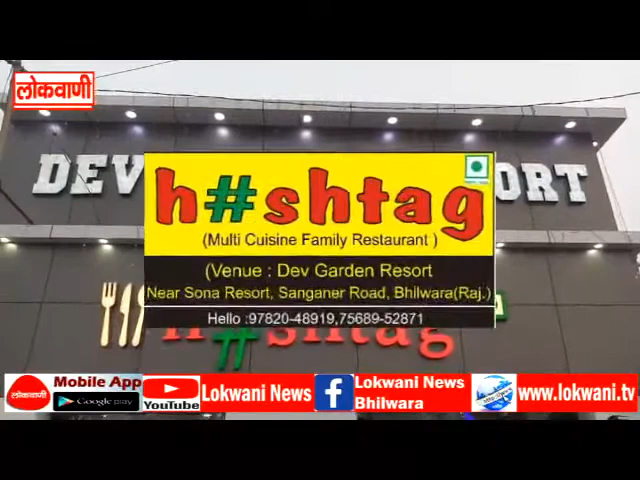 लोकवाणी
DEV
ORT
h#shtag
(Multi Cuisine Family Restaurant )
(Venue : Dev Garden Resort
Near Sona Resort, Sanganer Road, Bhilwara(Raj.)
Hello :97820-48919,75689-52871
h#shtag
लोकवाणी
Mobile App
Google play
YouTube
Lokwani News
f
Lokwani News
Bhilwara
www.lokwani.tv